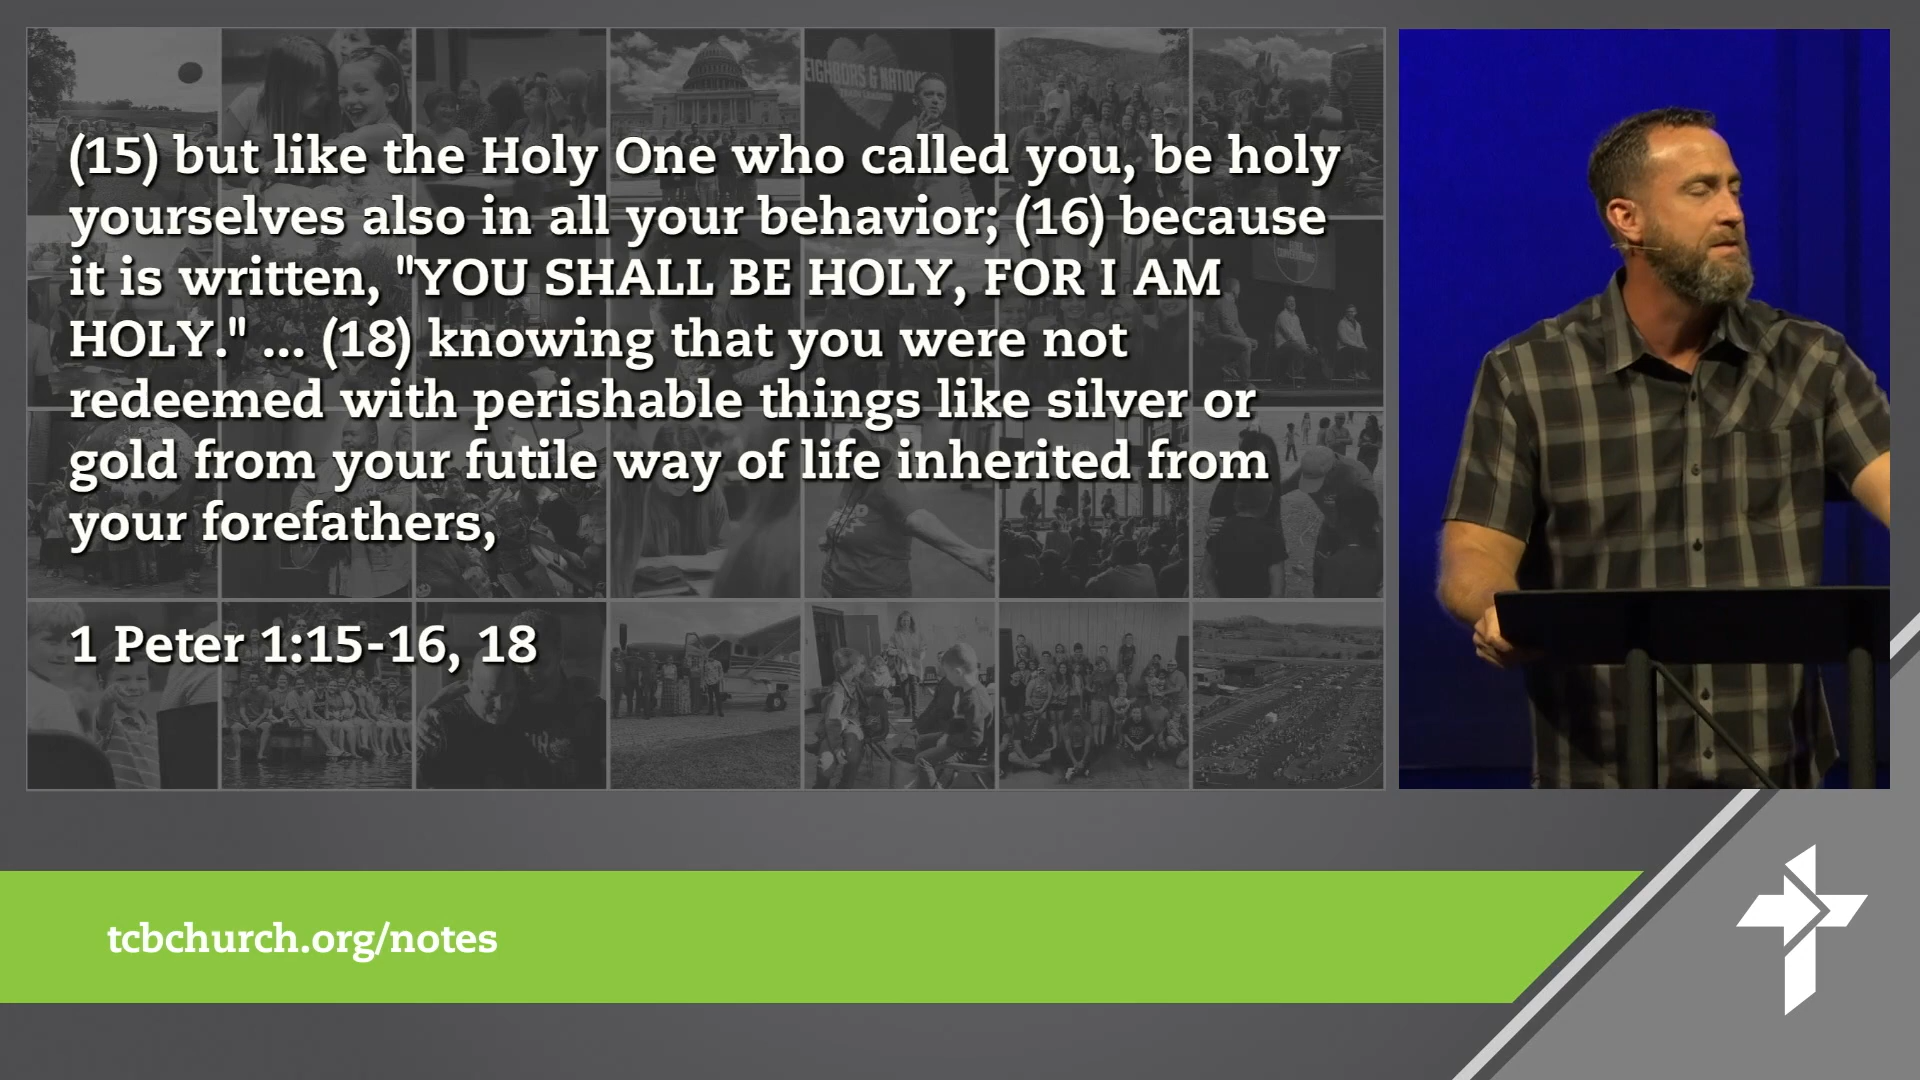 (15) but like the Holy One who called you, be holy
yourselves also in all your behavior; (16) because
it is written, "YOU SHALL BE HOLY, FOR I AM
HOLY." ... (18) knowing that you were not
redeemed with perishable things like silver or
gold from your futile way of life inherited from
your forefathers,
1 Peter 1:15-16, 18
tcbchurch.org/notes
EIGHBORS & NATION